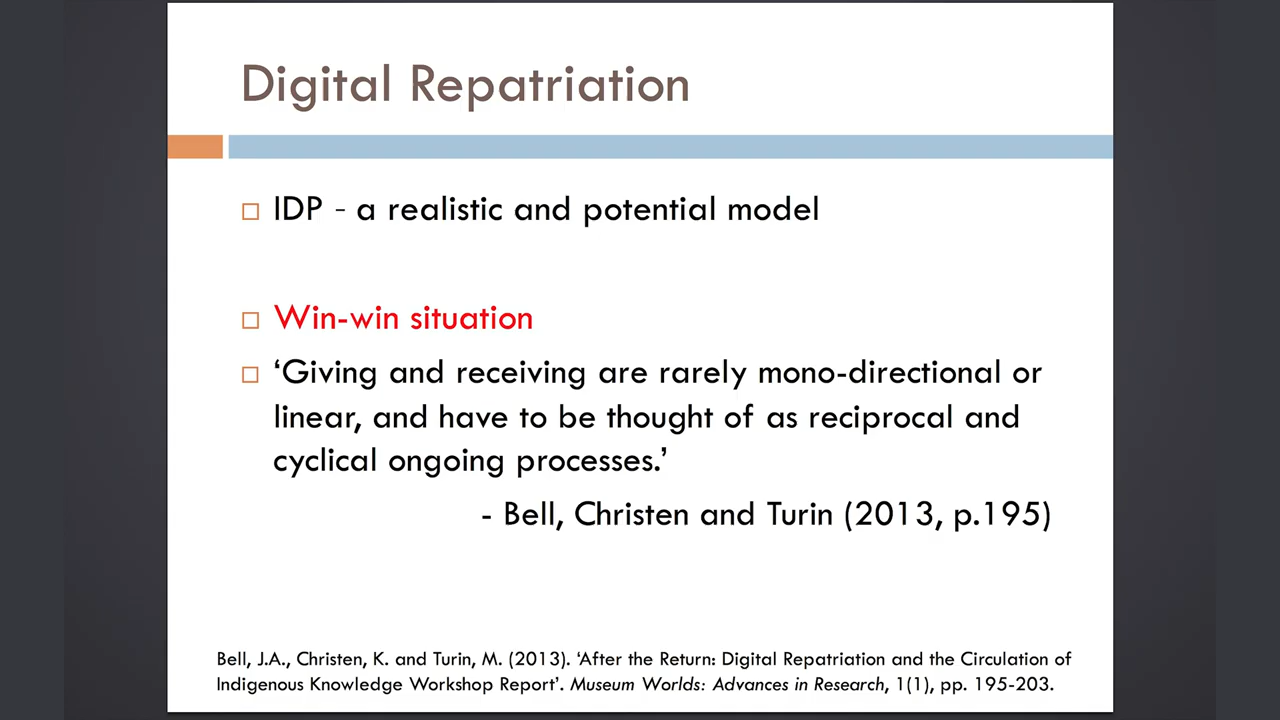 Digital Repatriation
IDP - a realistic and potential model
Win-win situation
‘Giving and receiving are rarely mono-directional or
linear, and have to be thought of as reciprocal and
cyclical ongoing processes.’
- Bell, Christen and Turin (2013, p.195)
Bell, J.A., Christen, K. and Turin, M. (2013). ‘After the Return: Digital Repatriation and the Circulation of
Indigenous Knowledge Workshop Report’. Museum Worlds: Advances in Research, 1(1), pp. 195-203.